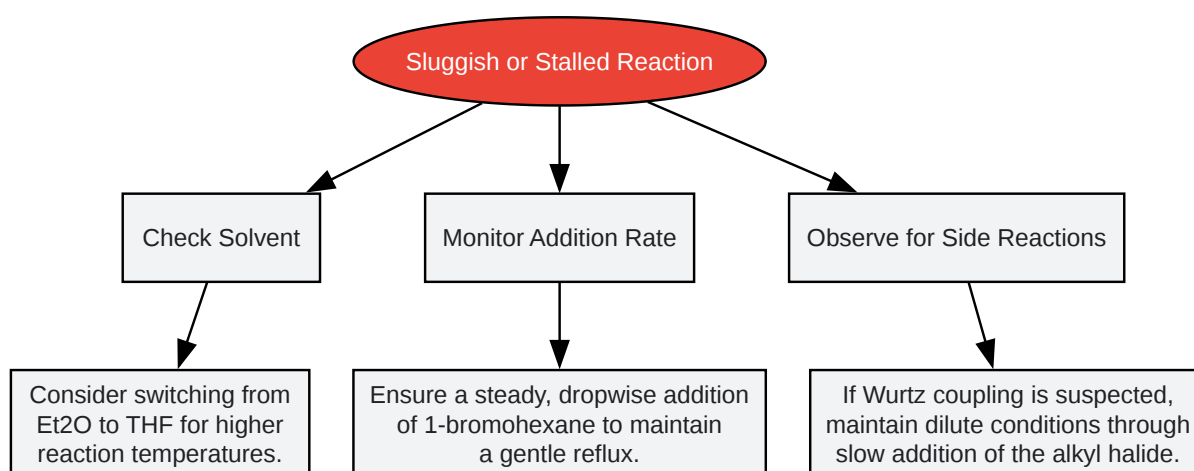 Sluggish or Stalled Reaction
Check Solvent
Monitor Addition Rate
Observe for Side Reactions
Consider switching from
Et2O to THF for higher
reaction temperatures.
Ensure a steady, dropwise addition
of 1-bromohexane to maintain
a gentle reflux.
If Wurtz coupling is suspected,
maintain dilute conditions through
slow addition of the alkyl halide.